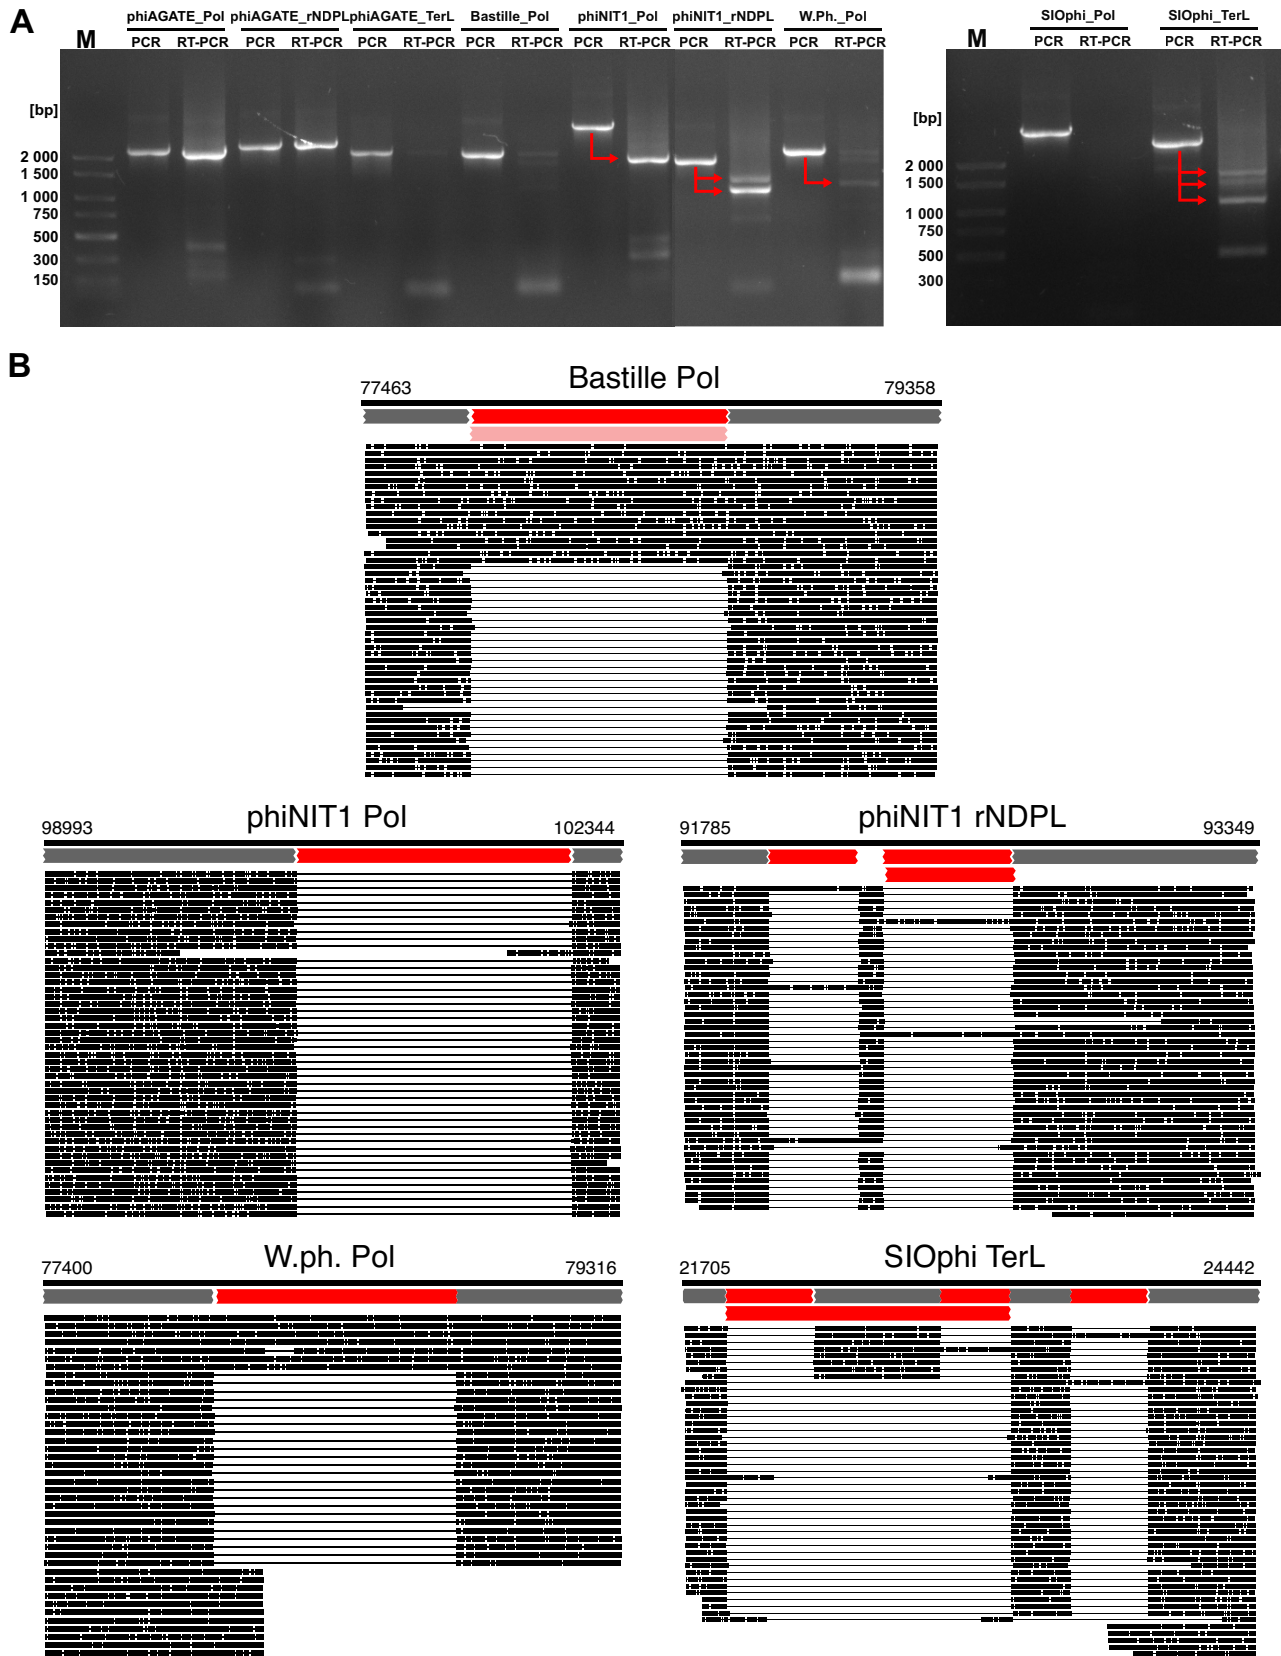 A
phiAGATE_Pol phiAGATE_rNDPL phiAGATE_TerL Bastille_Pol phiNIT1_Pol phiNIT1_rNDPL W.Ph._Pol
M PCR RT-PCR PCR RT-PCR PCR RT-PCR PCR RT-PCR PCR RT-PCR PCR RT-PCR PCR RT-PCR
[bp]
2 000
1 500
1 000
750
500
300
150
SIOphi_Pol SIOphi_TerL
M PCR RT-PCR PCR RT-PCR
[bp]
2 000
1 500
1 000
750
500
300
B
Bastille Pol
77463 79358
phiNIT1 Pol
98993 102344
phiNIT1 rNDPL
91785 93349
W.ph. Pol
77400 79316
SIOphi TerL
21705 24442